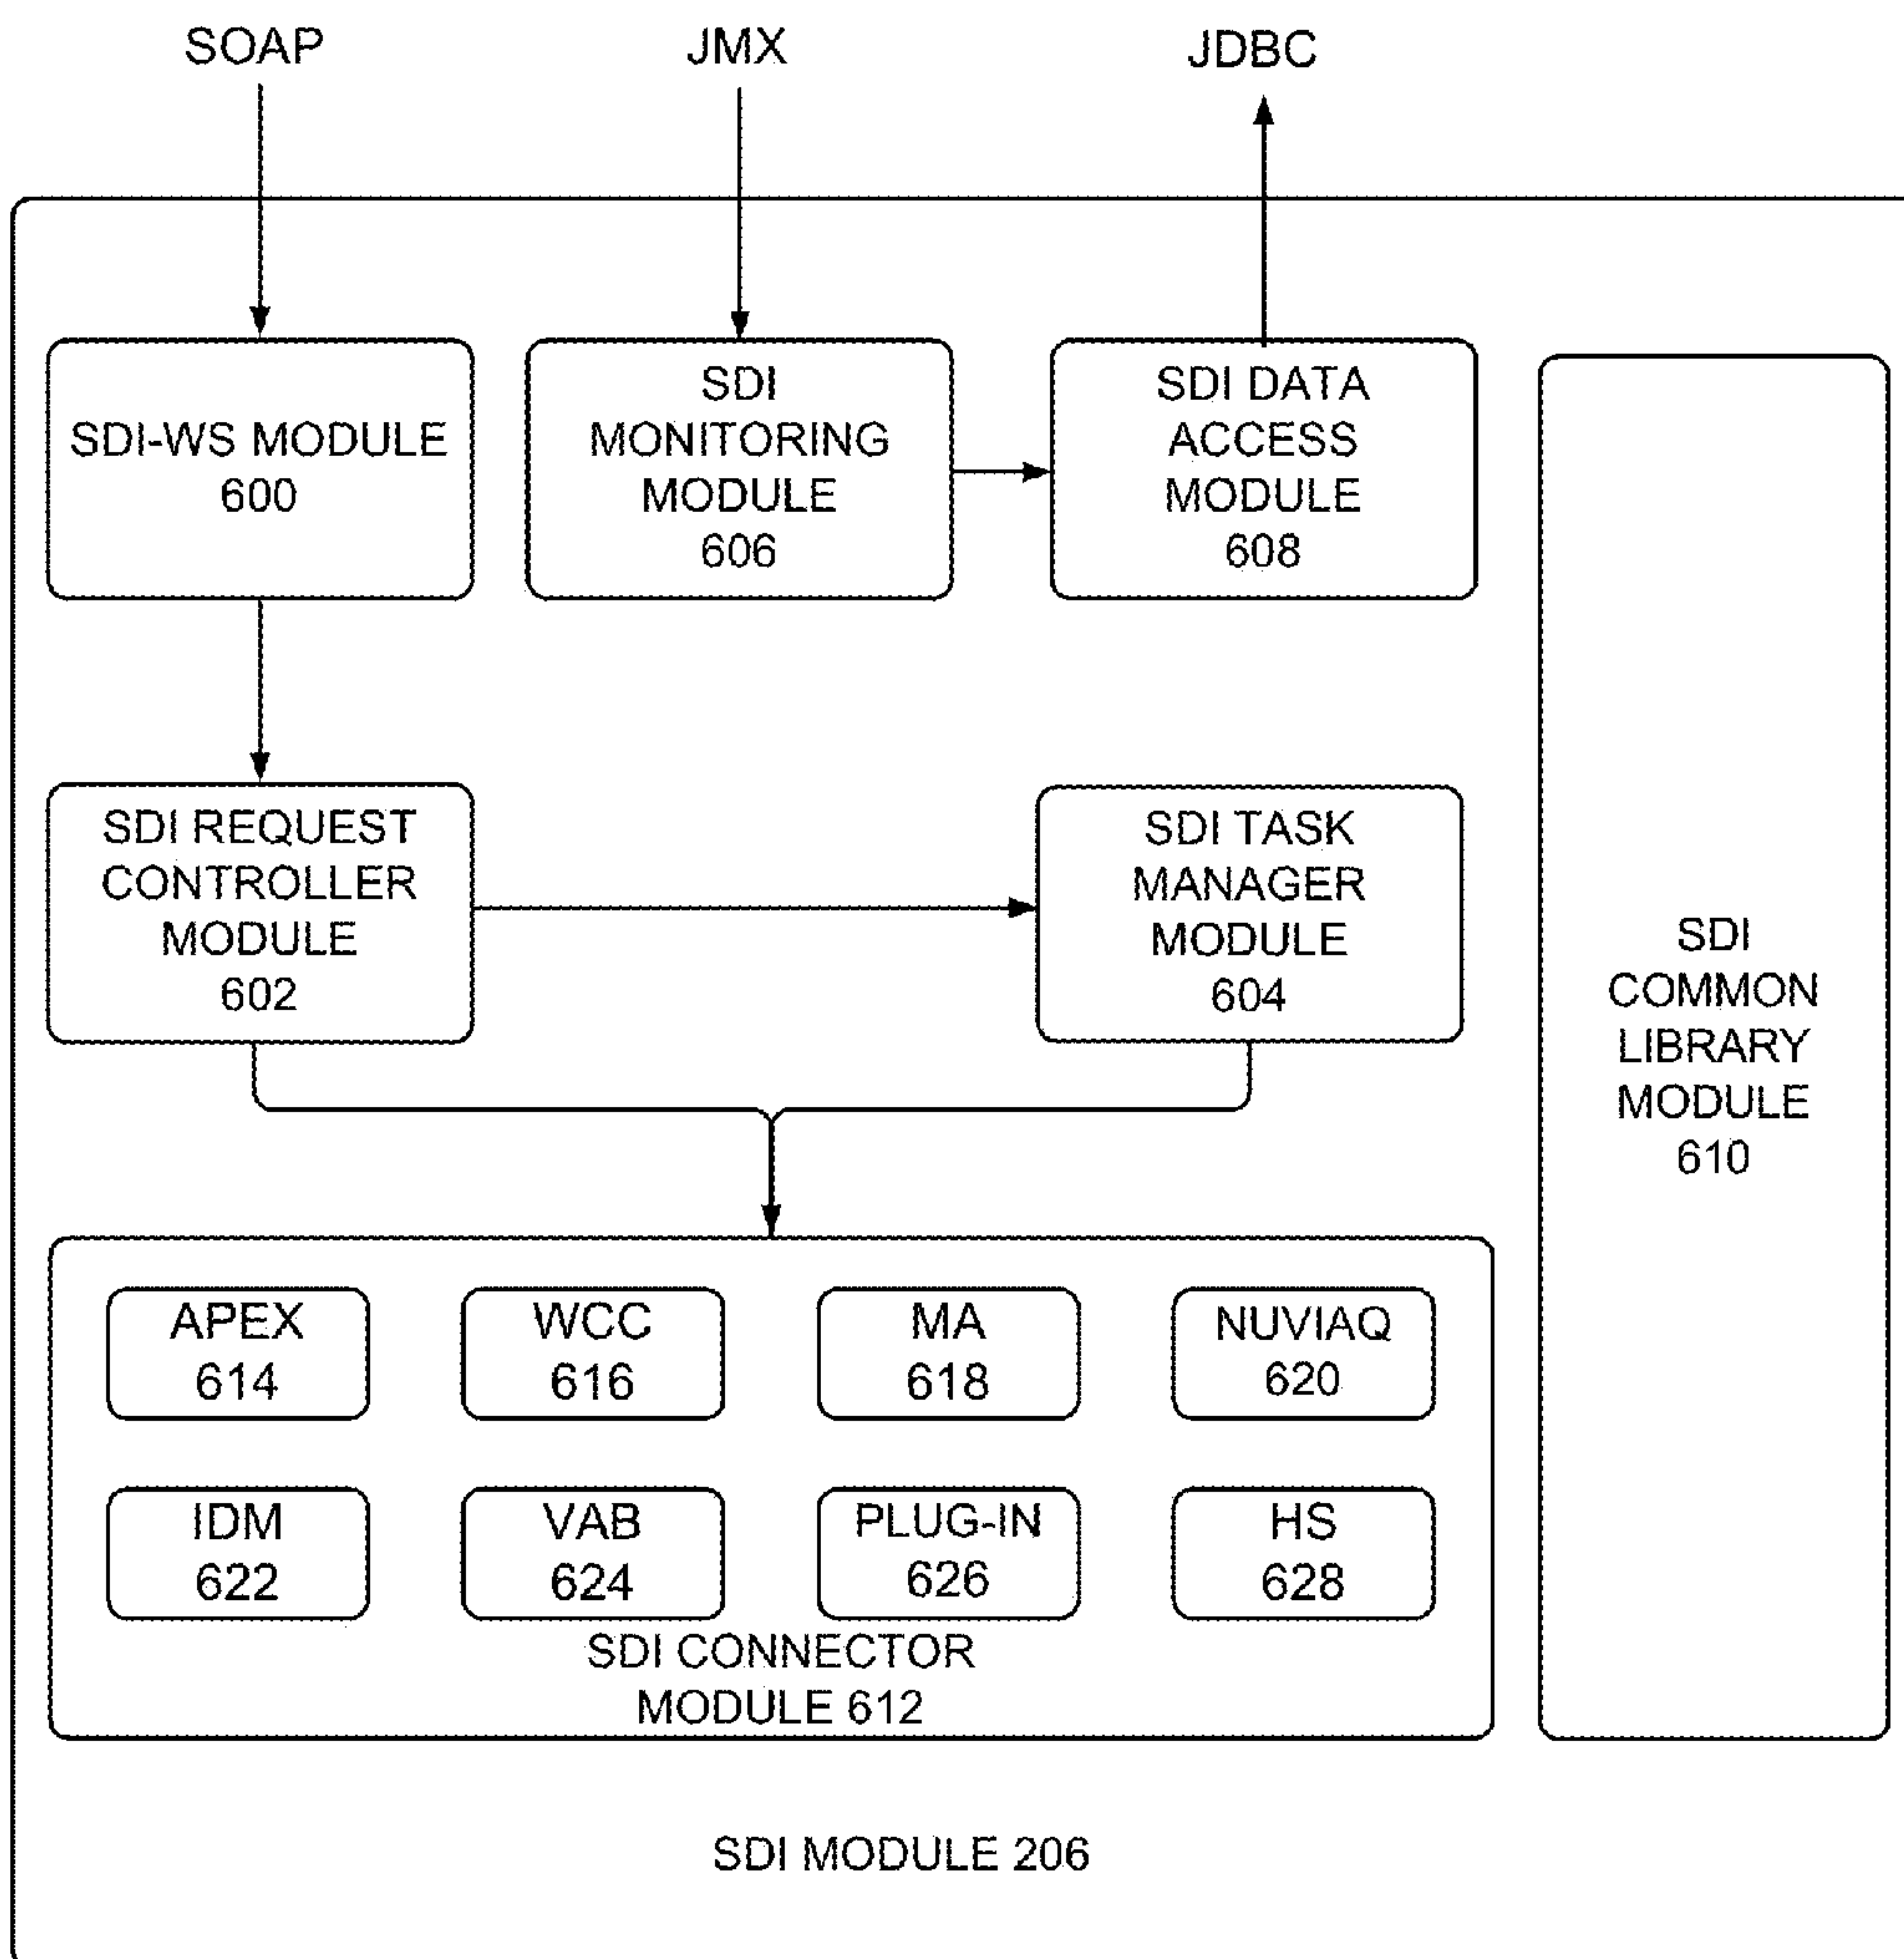 SOAP
JMX
JDBC
SDI-WS MODULE
600
SDI
MONITORING
MODULE
606
SDI DATA
ACCESS
MODULE
608
SDI REQUEST
CONTROLLER
MODULE
602
SDI TASK
MANAGER
MODULE
604
SDI
COMMON
LIBRARY
MODULE
610
APEX
614
WCC
616
MA
618
NUVIAQ
620
IDM
622
VAB
624
PLUG-IN
626
HS
628
SDI CONNECTOR
MODULE 612
SDI MODULE 206